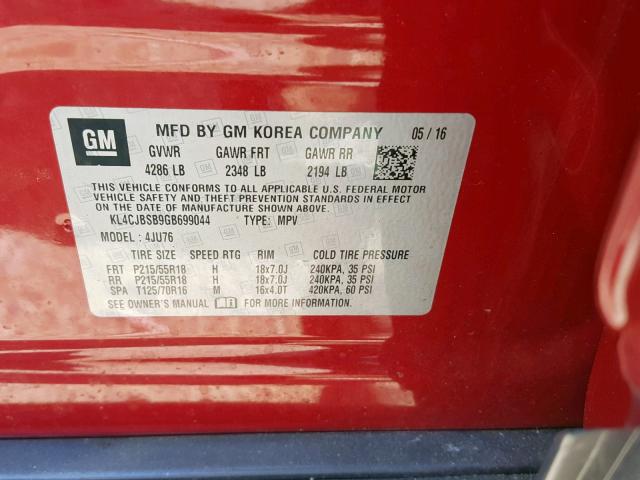 GM MFD BY GM KOREA COMPANY 05 / 16
GVWR GAWR FRT GAWR RR
4286 LB 2348 LB 2194 LB
THIS VEHICLE CONFORMS TO ALL APPLICABLE U.S. FEDERAL MOTOR
VEHICLE SAFETY AND THEFT PREVENTION STANDARDS IN EFFECT
ON THE DATE OF MANUFACTURE SHOWN ABOVE.
KL4CJBSB9GB699044 TYPE: MPV
MODEL: 4JU76
TIRE SIZE SPEED RTG RIM COLD TIRE PRESSURE
FRT P215/55R18 H 18x7.0J 240KPA, 35 PSI
RR P215/55R18 H 18x7.0J 240KPA, 35 PSI
SPA T125/70R16 M 16x4.0T 420KPA, 60 PSI
SEE OWNER'S MANUAL FOR MORE INFORMATION.